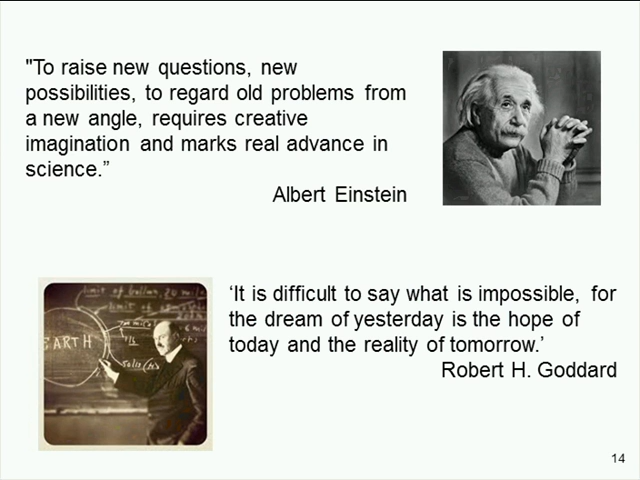 "To raise new questions, new
possibilities, to regard old problems from
a new angle, requires creative
imagination and marks real advance in
science.”
Albert Einstein
‘It is difficult to say what is impossible, for
the dream of yesterday is the hope of
today and the reality of tomorrow.’
Robert H. Goddard
EARTH
14